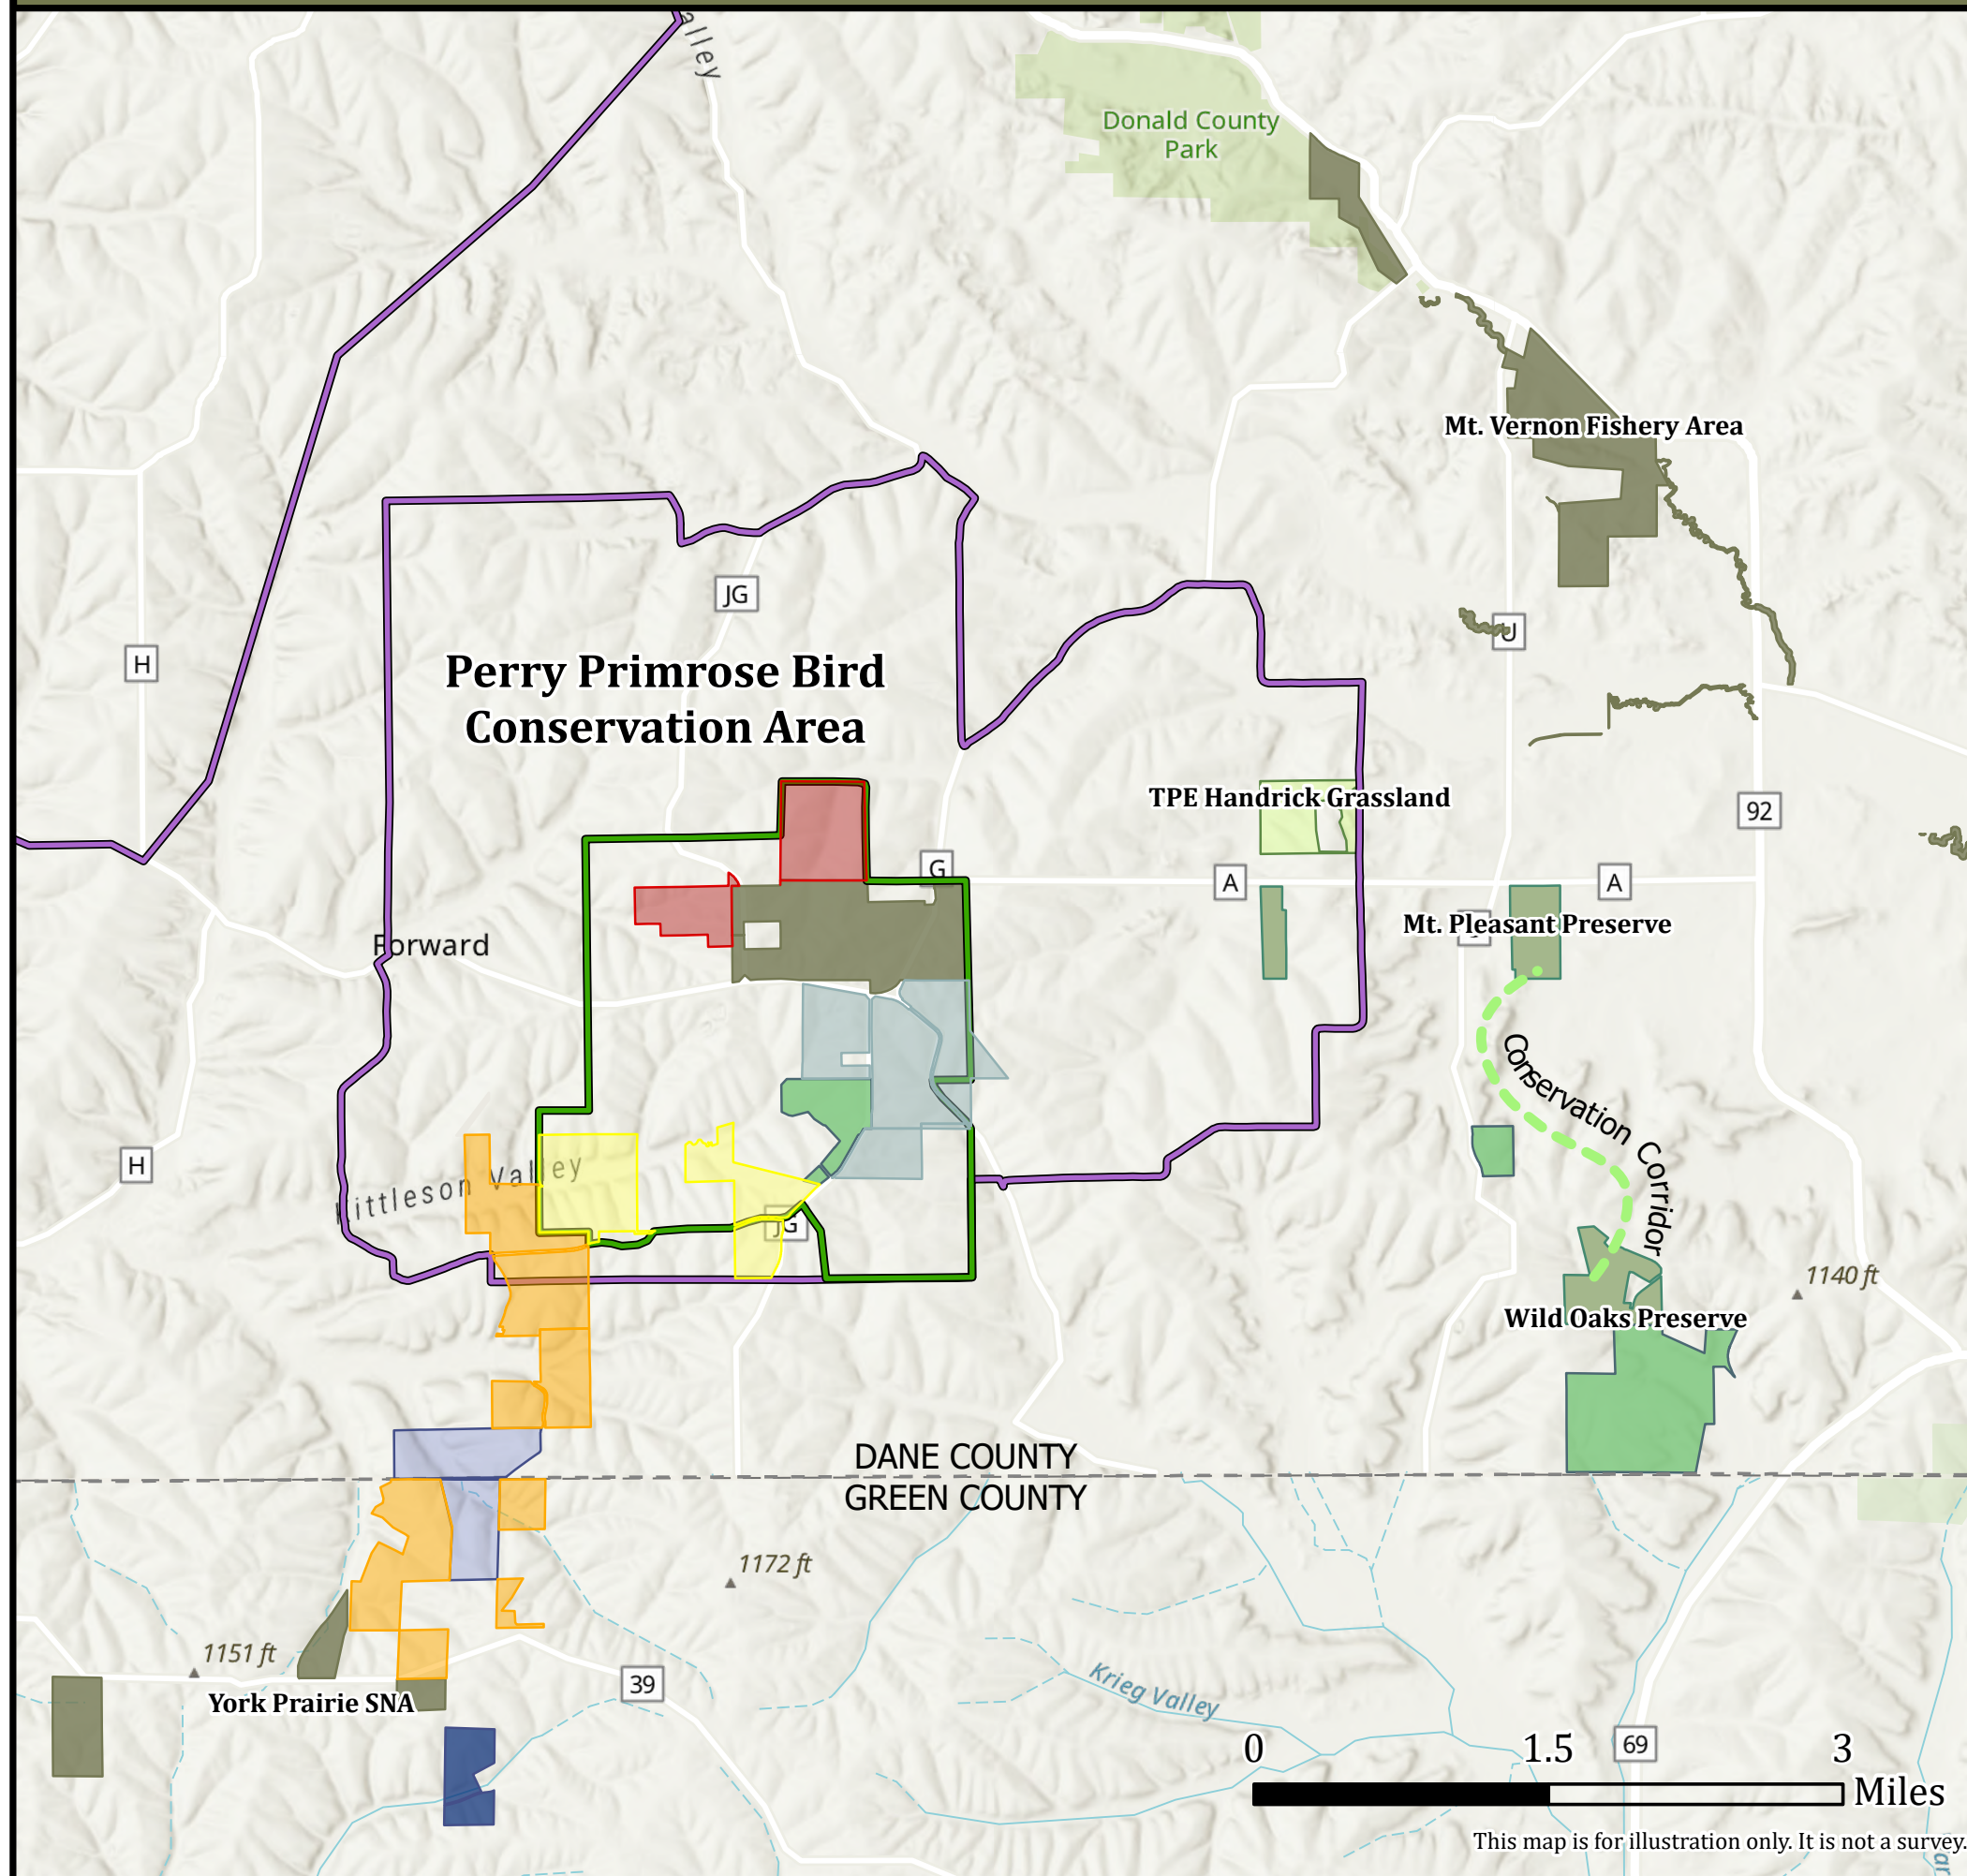 alley
Donald County
Park
Mt. Vernon Fishery Area
JG
U
H
Perry Primrose Bird
Conservation Area
TPE Handrick Grassland
92
G
A
A
Mt. Pleasant Preserve
Forward
Conservation Corridor
H
Kittleson Valley
JG
1140 ft
Wild Oaks Preserve
DANE COUNTY
GREEN COUNTY
1172 ft
1151 ft
York Prairie SNA
39
Krieg Valley
69
0 1.5 3
Miles
This map is for illustration only. It is not a survey.